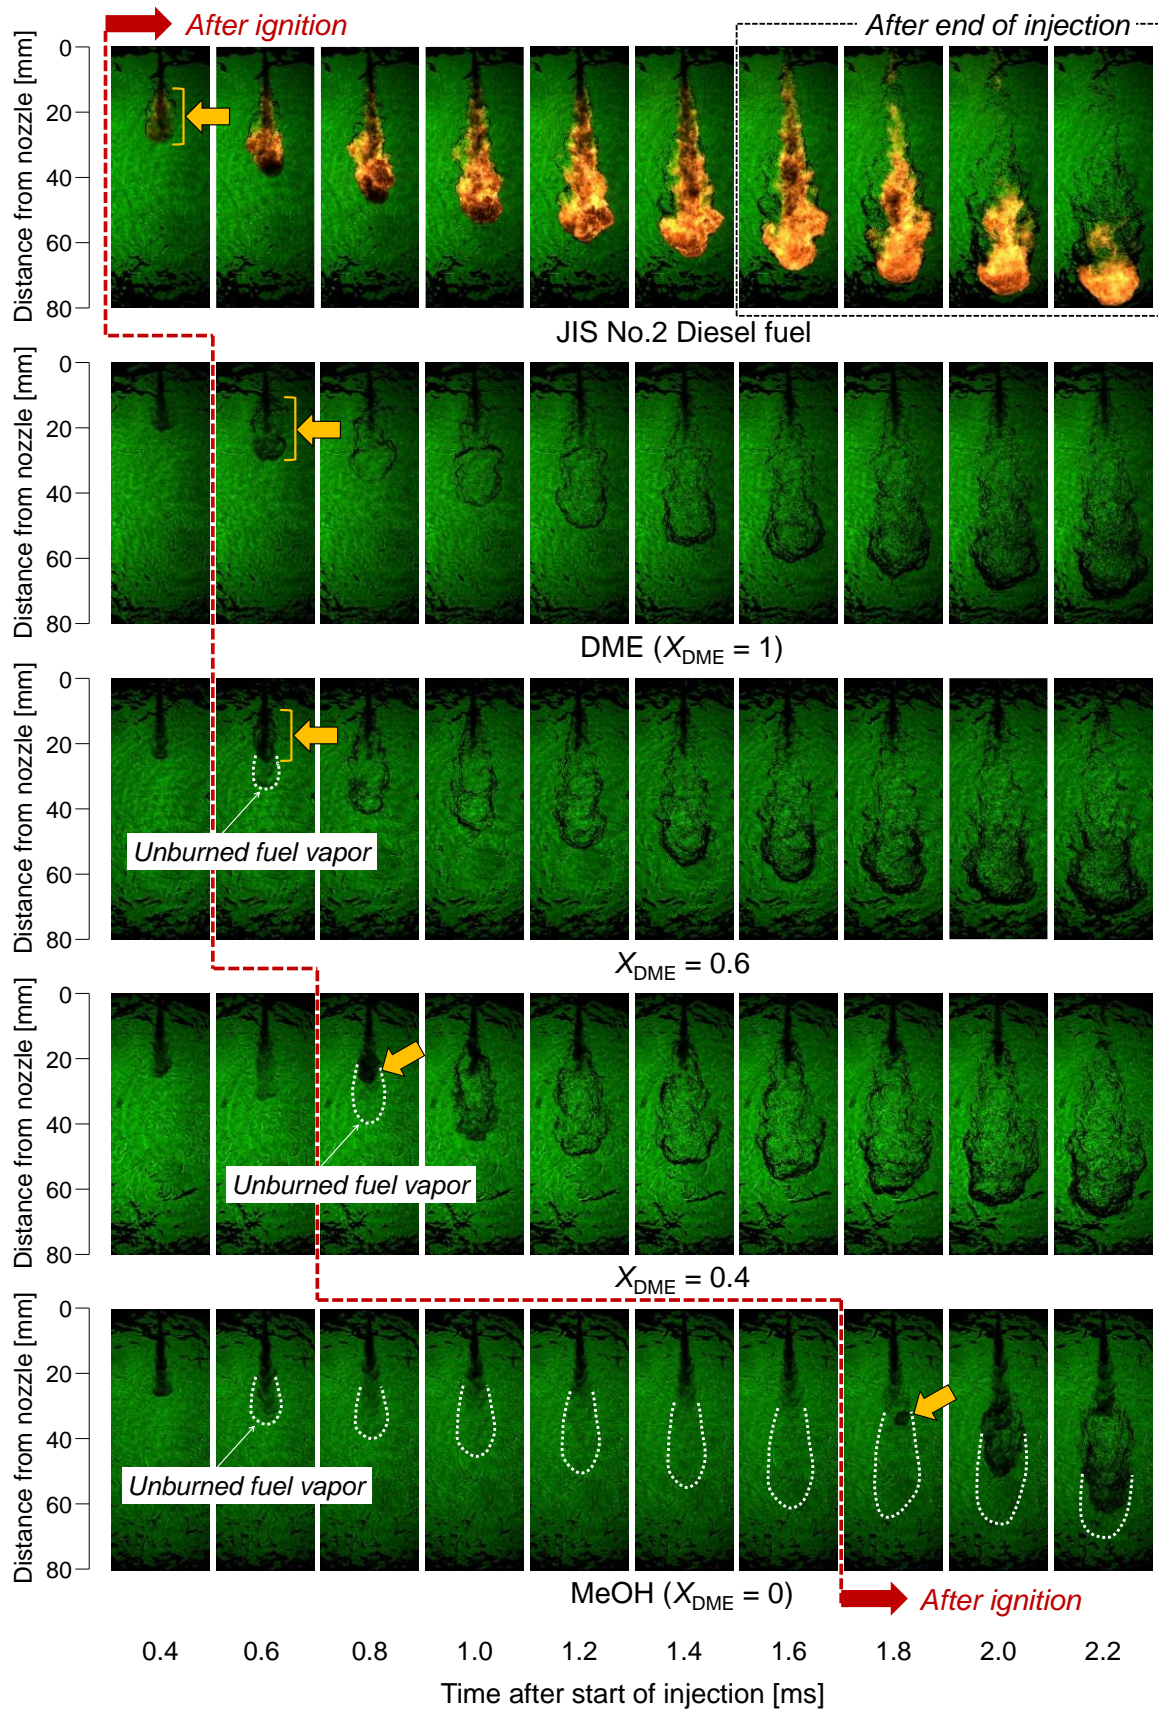 After ignition
After end of injection
Distance from nozzle [mm]
0
20
40
60
80
JIS No.2 Diesel fuel
Distance from nozzle [mm]
0
20
40
60
80
DME (X_DME = 1)
Distance from nozzle [mm]
0
20
40
60
80
Unburned fuel vapor
X_DME = 0.6
Distance from nozzle [mm]
0
20
40
60
80
Unburned fuel vapor
X_DME = 0.4
Distance from nozzle [mm]
0
20
40
60
80
Unburned fuel vapor
MeOH (X_DME = 0)
After ignition
0.4 0.6 0.8 1.0 1.2 1.4 1.6 1.8 2.0 2.2
Time after start of injection [ms]